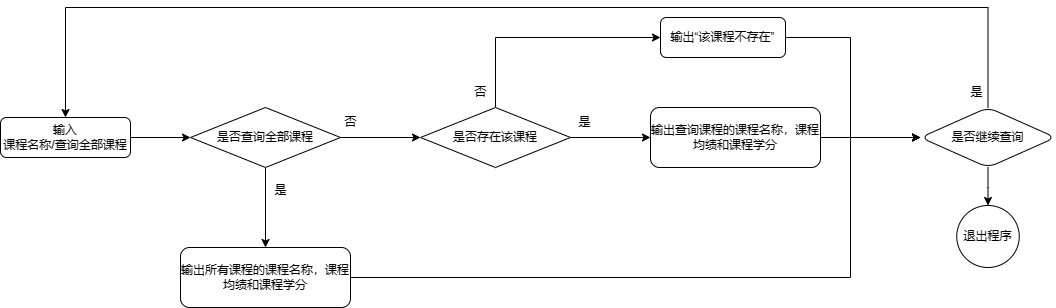 输出“该课程不存在”
是
否
输入
课程名称/查询全部课程
是否查询全部课程
否
是否存在该课程
是
输出查询课程的课程名称，课程
均绩和课程学分
是否继续查询
是
输出所有课程的课程名称，课程
均绩和课程学分
退出程序